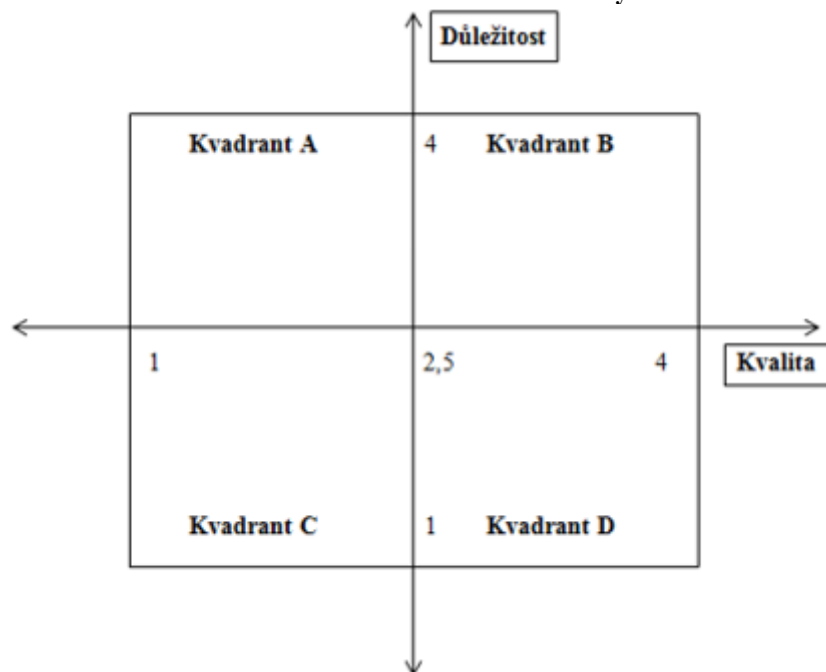 Důležitost
Kvadrant A
4
Kvadrant B
1
2,5
4
Kvalita
Kvadrant C
1
Kvadrant D